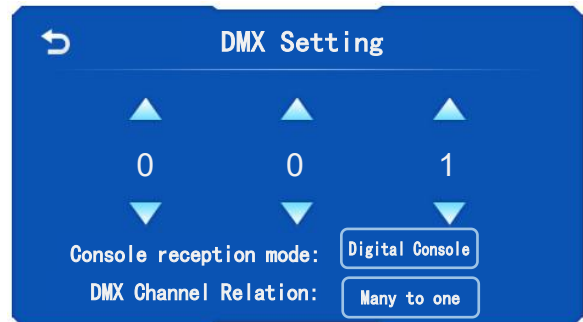 DMX Setting
0 0 1
Console reception mode: Digital Console
DMX Channel Relation: Many to one